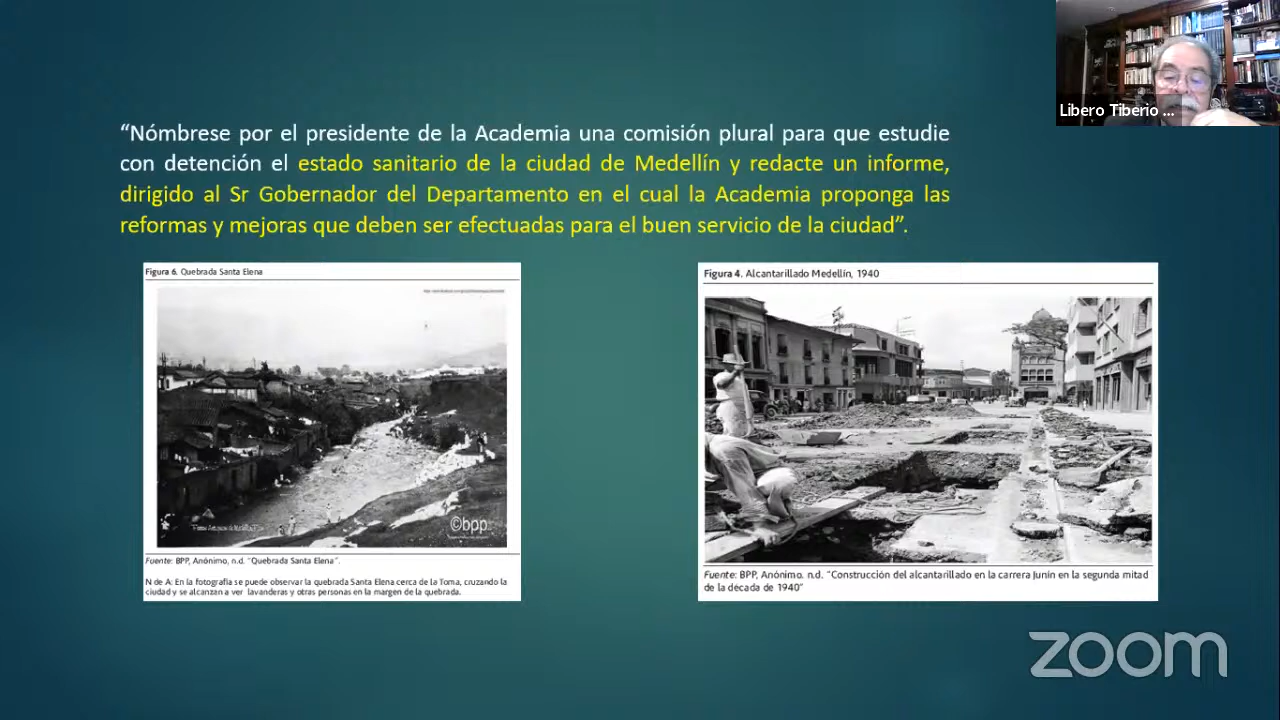 Libero Tiberio ...
“Nómbrese por el presidente de la Academia una comisión plural para que estudie
con detención el estado sanitario de la ciudad de Medellín y redacte un informe,
dirigido al Sr Gobernador del Departamento en el cual la Academia proponga las
reformas y mejoras que deben ser efectuadas para el buen servicio de la ciudad”.
Figura 6. Quebrada Santa Elena
©bpp
Fuente: BPP, Anónimo, n.d. “Quebrada Santa Elena”.
N de A: En la fotografía se puede observar la quebrada Santa Elena cerca de la Toma, cruzando la
ciudad y se alcanzan a ver lavanderas y otras personas en la margen de la quebrada.
Figura 4. Alcantarillado Medellín, 1940
Fuente: BPP, Anónimo. n.d. “Construcción del alcantarillado en la carrera Junín en la segunda mitad
de la década de 1940”
zoom